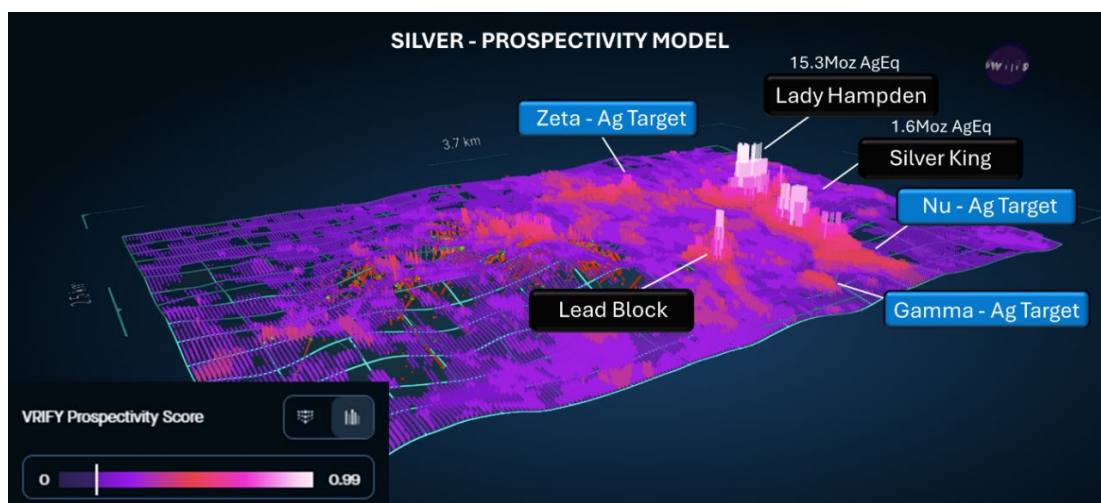 SILVER - PROSPECTIVITY MODEL
15.3Moz AgEq
Lady Hampden
Zeta - Ag Target
1.6Moz AgEq
3.7 km
Silver King
Nu - Ag Target
Lead Block
Gamma - Ag Target
VRIFY Prospectivity Score
0
0.99